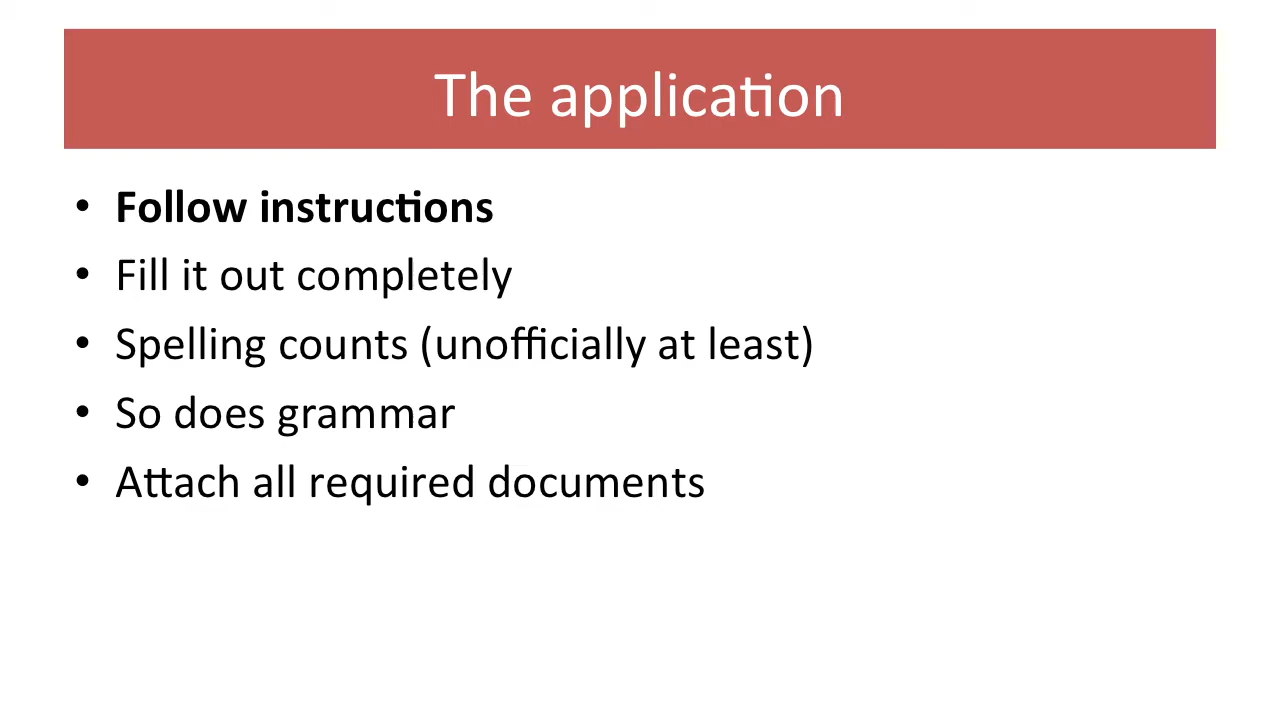 The application
• Follow instructions
• Fill it out completely
• Spelling counts (unofficially at least)
• So does grammar
• Attach all required documents